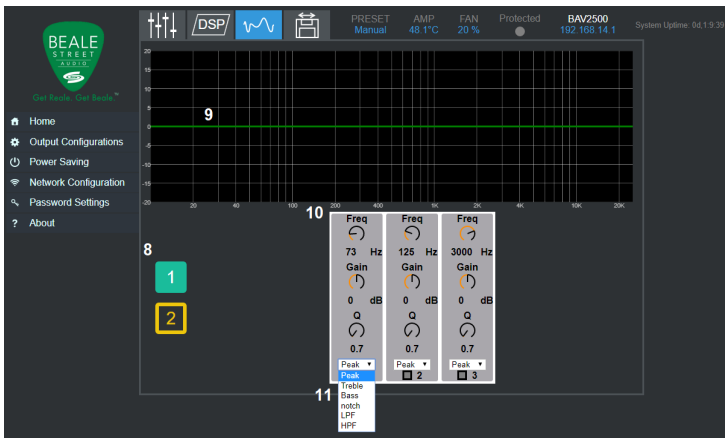 BEALE
STREET
AUDIO
Get Reale. Get Beale.™
DSP
PRESET
Manual
AMP
48.1°C
FAN
20 %
Protected
BAV2500
192.168.14.1
System Uptime: 0d,1:9:39
Home
Output Configurations
Power Saving
Network Configuration
Password Settings
About
20
15
10
5
0
-5
-10
-15
-20
9
20 40 100 200 400 1K 2K 4K 10K 20K
10
8
1
2
Freq Freq Freq
73 Hz 125 Hz 3000 Hz
Gain Gain Gain
0 dB 0 dB 0 dB
Q Q Q
0.7 0.7 0.7
Peak Peak Peak
2 3
11
Peak
Treble
Bass
notch
LPF
HPF